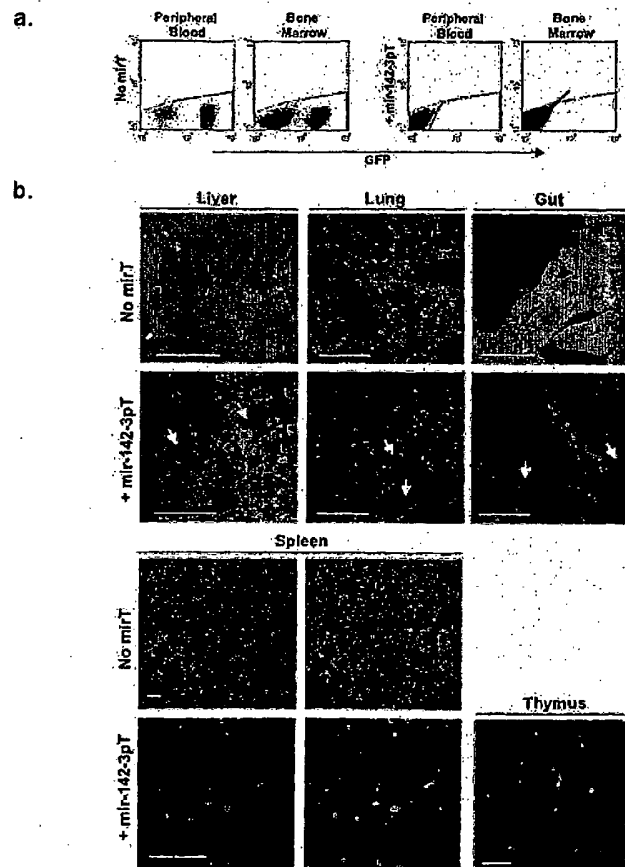 a.
Peripheral Blood
Bone Marrow
Peripheral Blood
Bone Marrow
No mirT
+ mir-142-3pT
GFP
b.
Liver
Lung
Gut
No mirT
+ mir-142-3pT
Spleen
No mirT
Thymus
+ mir-142-3pT